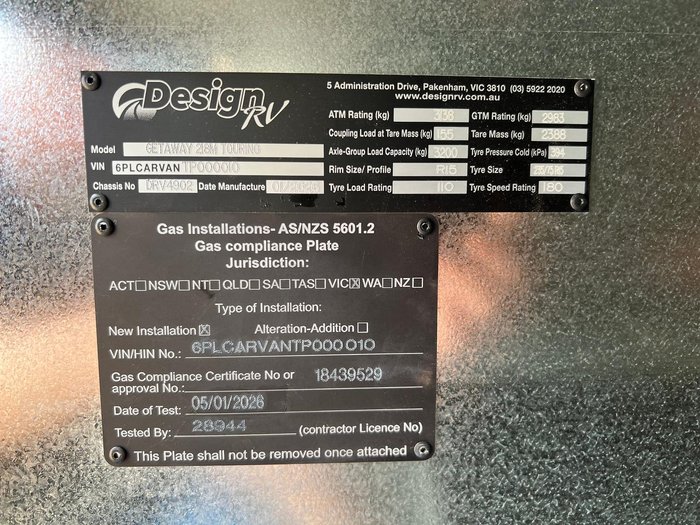 Design RV
5 Administration Drive, Pakenham, VIC 3810 (03) 5922 2020
www.designrv.com.au
ATM Rating (kg) GTM Rating (kg) 2983
Coupling Load at Tare Mass (kg) 155 Tare Mass (kg) 2388
Model GETAWAY 216M TOURING Axle-Group Load Capacity (kg) 3200 Tyre Pressure Cold (kPa)
VIN 6PLCARVANTP000010 Rim Size/ Profile R15 Tyre Size
Chassis No DRV4902 Date Manufacture Tyre Load Rating 110 Tyre Speed Rating 180
Gas Installations- AS/NZS 5601.2
Gas compliance Plate
Jurisdiction:
ACT☐NSW☐NT☐QLD☐SA☐TAS☐VIC☒WA☐NZ☐
Type of Installation:
New Installation ☒ Alteration-Addition ☐
VIN/HIN No.: 6PLCARVANTP000010
Gas Compliance Certificate No or
approval No.: 18439529
Date of Test: 05/01/2026
Tested By: 28944 (contractor Licence No)
This Plate shall not be removed once attached